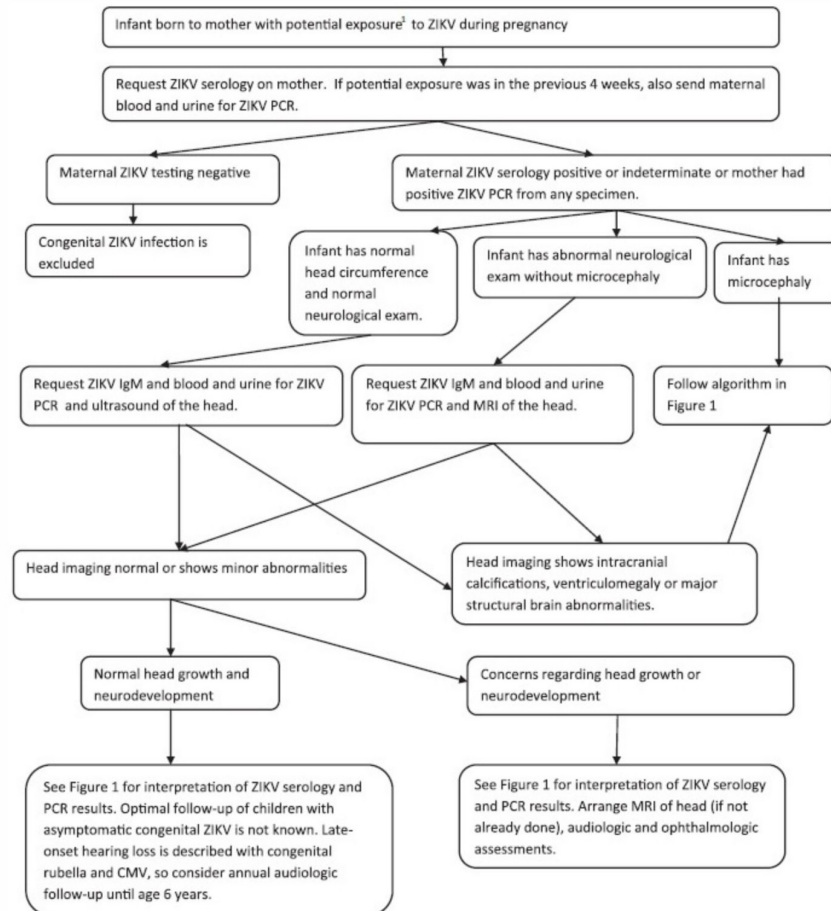 Infant born to mother with potential exposure¹ to ZIKV during pregnancy
Request ZIKV serology on mother. If potential exposure was in the previous 4 weeks, also send maternal
blood and urine for ZIKV PCR.
Maternal ZIKV testing negative
Maternal ZIKV serology positive or indeterminate or mother had
positive ZIKV PCR from any specimen.
Congenital ZIKV infection is
excluded
Infant has normal
head circumference
and normal
neurological exam.
Infant has abnormal neurological
exam without microcephaly
Infant has
microcephaly
Request ZIKV IgM and blood and urine for ZIKV
PCR and ultrasound of the head.
Request ZIKV IgM and blood and urine
for ZIKV PCR and MRI of the head.
Follow algorithm in
Figure 1
Head imaging normal or shows minor abnormalities
Head imaging shows intracranial
calcifications, ventriculomegaly or major
structural brain abnormalities.
Normal head growth and
neurodevelopment
Concerns regarding head growth or
neurodevelopment
See Figure 1 for interpretation of ZIKV serology and
PCR results. Optimal follow-up of children with
asymptomatic congenital ZIKV is not known. Late-
onset hearing loss is described with congenital
rubella and CMV, so consider annual audiologic
follow-up until age 6 years.
See Figure 1 for interpretation of ZIKV serology
and PCR results. Arrange MRI of head (if not
already done), audiologic and ophthalmologic
assessments.